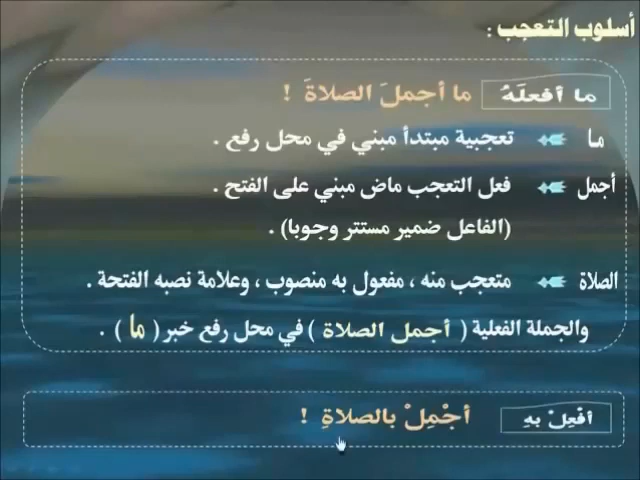 أسلوب التعجب :
ما أفعلَهُ ما أجملَ الصلاةَ !
ما تعجبية مبتدأ مبني في محل رفع .
أجمل فعل التعجب ماض مبني على الفتح .
(الفاعل ضمير مستتر وجوبا) .
الصلاة متعجب منه ، مفعول به منصوب ، وعلامة نصبه الفتحة .
والجملة الفعلية ( أجمل الصلاة ) في محل رفع خبر ( ما ) .
أفْعِلْ بهِ أجْمِلْ بالصلاةِ !